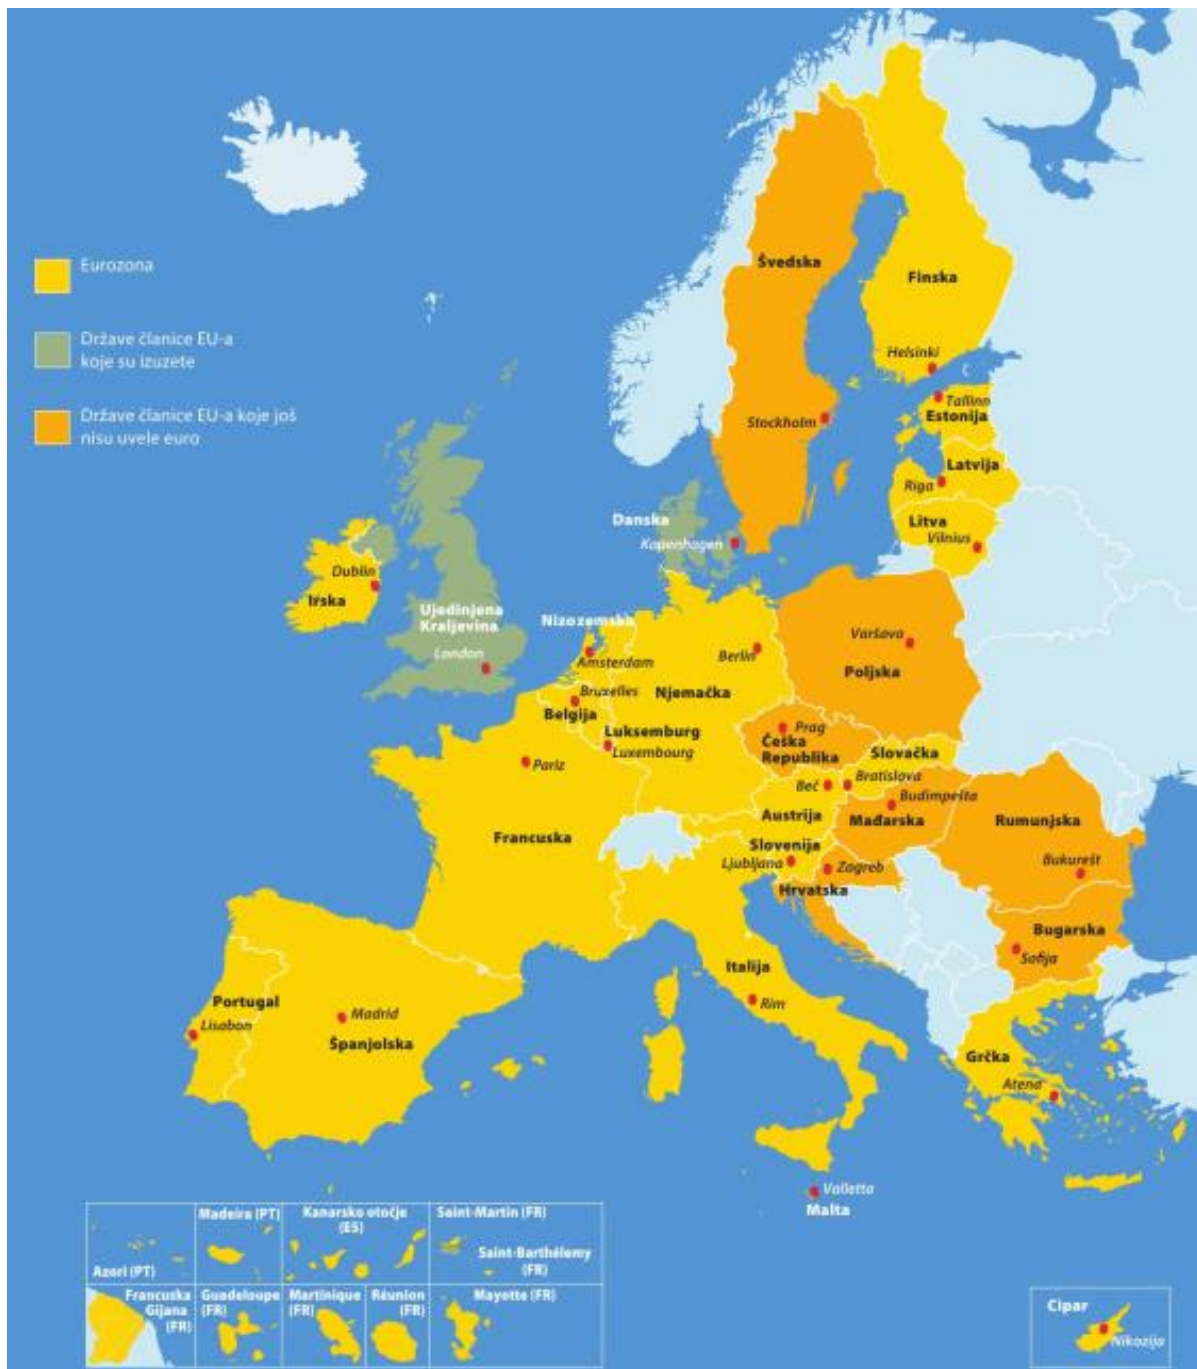 Eurozona
Države članice EU-a
koje su izuzete
Države članice EU-a koje još
nisu uvele euro
Švedska
Finska
Helsinki
Tallinn
Estonija
Stockholm
Latvija
Riga
Litva
Vilnius
Danska
Kopenhagen
Dublin
Irska
Ujedinjena
Kraljevina
London
Nizozemska
Amsterdam
Berlin
Varšava
Poljska
Bruxelles
Belgija
Njemačka
Luksemburg
Luxembourg
Prag
Češka
Republika
Slovačka
Pariz
Beč
Bratislava
Budimpešta
Austrija
Mađarska
Rumunjska
Francuska
Slovenija
Ljubljana
Zagreb
Bukurešt
Hrvatska
Bugarska
Sofija
Italija
Rim
Portugal
Lisabon
Madrid
Španjolska
Grčka
Atena
Valletta
Malta
Azori (PT)
Madeira (PT)
Kanarsko otočje
(ES)
Saint-Martin (FR)
Saint-Barthélemy
(FR)
Francuska
Gijana
(FR)
Guadeloupe
(FR)
Martinique
(FR)
Réunion
(FR)
Mayotte (FR)
Cipar
Nikozija